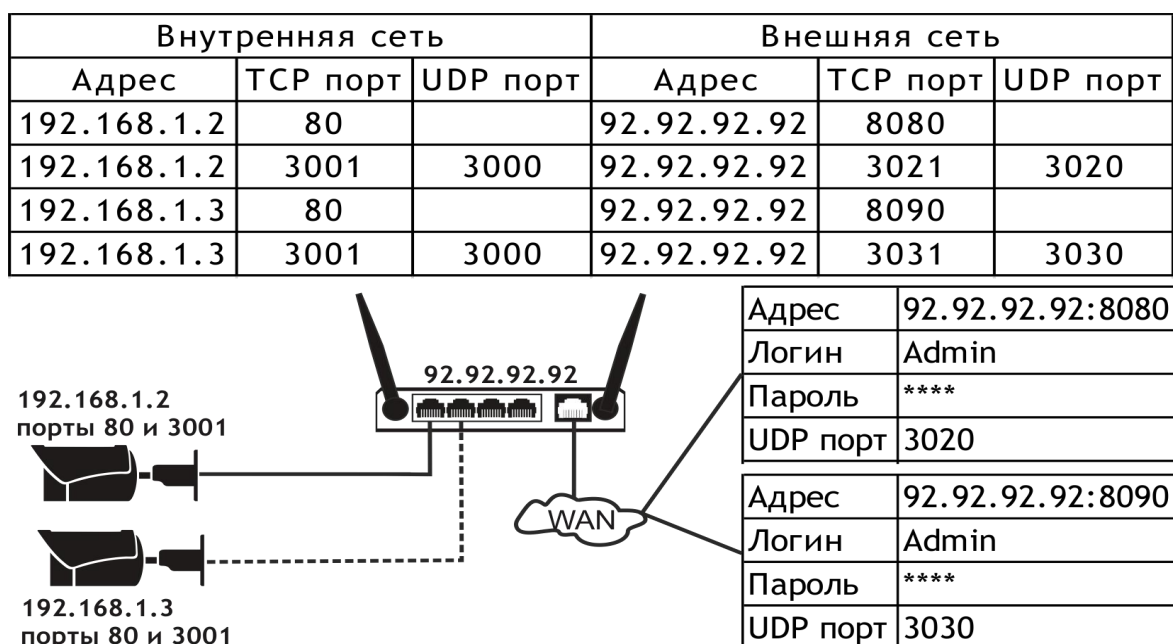 Внутренняя сеть Внешняя сеть
Адрес TCP порт UDP порт Адрес TCP порт UDP порт
192.168.1.2 80 92.92.92.92 8080
192.168.1.2 3001 3000 92.92.92.92 3021 3020
192.168.1.3 80 92.92.92.92 8090
192.168.1.3 3001 3000 92.92.92.92 3031 3030
92.92.92.92
192.168.1.2
порты 80 и 3001
WAN
192.168.1.3
порты 80 и 3001
Адрес 92.92.92.92:8080
Логин Admin
Пароль ****
UDP порт 3020
Адрес 92.92.92.92:8090
Логин Admin
Пароль ****
UDP порт 3030